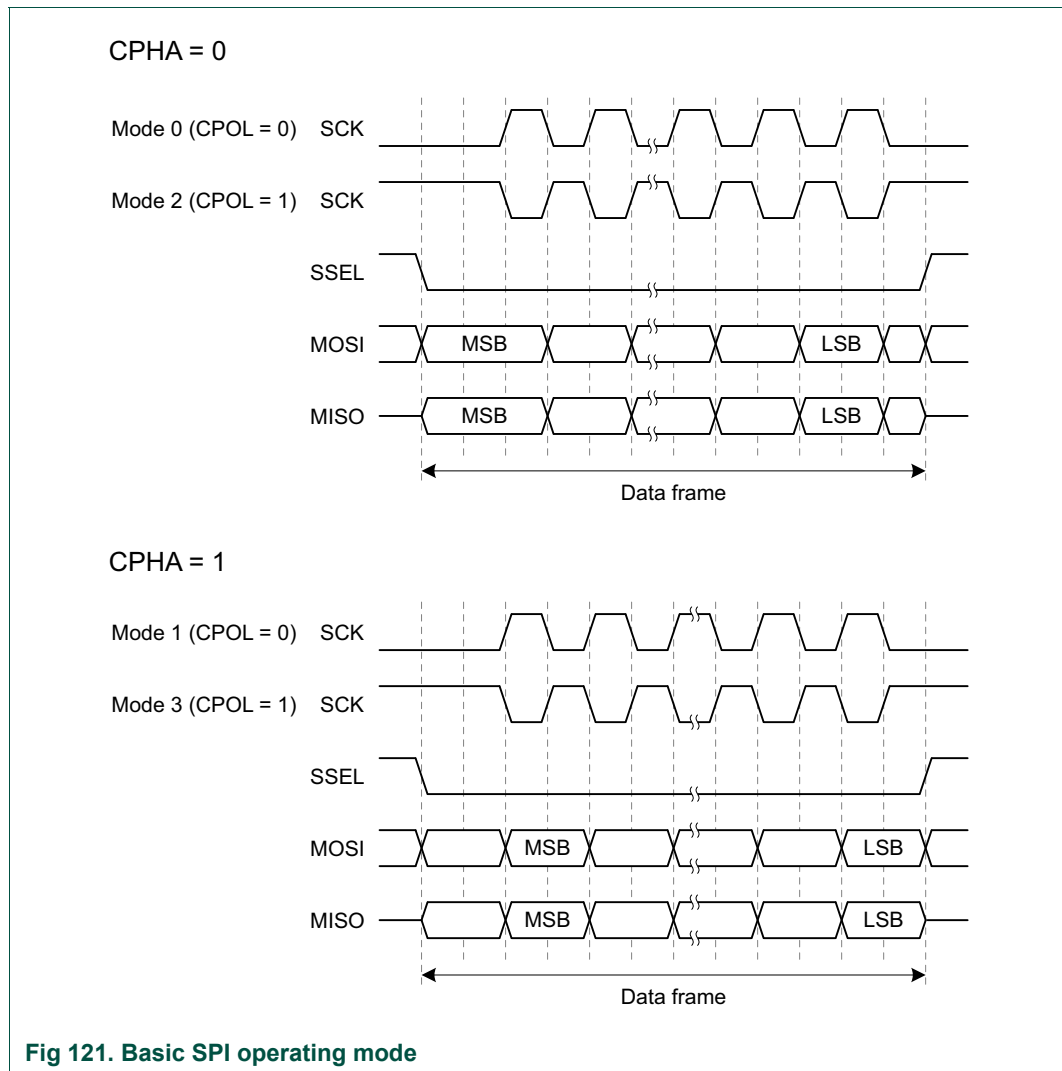 CPHA = 0
Mode 0 (CPOL = 0) SCK
Mode 2 (CPOL = 1) SCK
SSEL
MOSI MSB LSB
MISO MSB LSB
Data frame
CPHA = 1
Mode 1 (CPOL = 0) SCK
Mode 3 (CPOL = 1) SCK
SSEL
MOSI MSB LSB
MISO MSB LSB
Data frame
Fig 121. Basic SPI operating mode